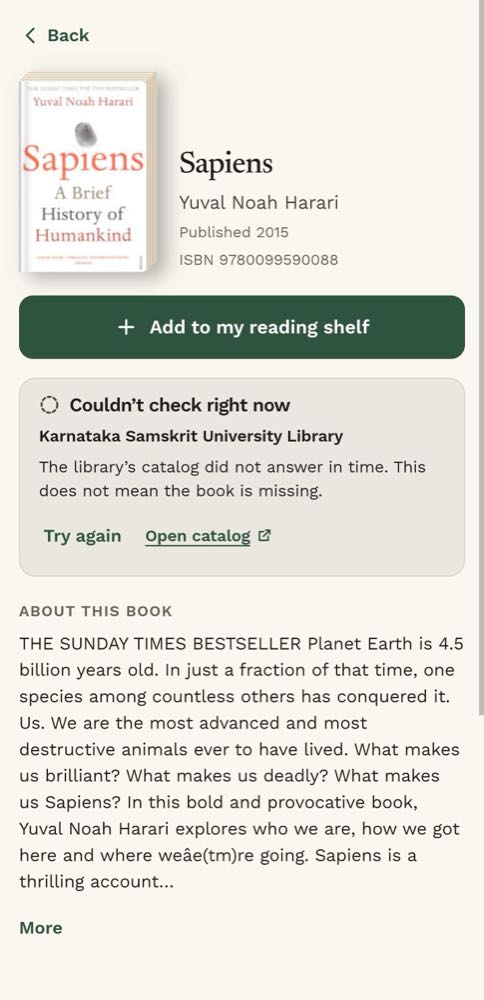 Back
THE SUNDAY TIMES TOP TEN BESTSELLER
Yuval Noah Harari
Sapiens
A Brief
History of
Humankind
Sapiens
Yuval Noah Harari
Published 2015
ISBN 9780099590088
+ Add to my reading shelf
Couldn’t check right now
Karnataka Samskrit University Library
The library’s catalog did not answer in time. This
does not mean the book is missing.
Try again Open catalog
ABOUT THIS BOOK
THE SUNDAY TIMES BESTSELLER Planet Earth is 4.5
billion years old. In just a fraction of that time, one
species among countless others has conquered it.
Us. We are the most advanced and most
destructive animals ever to have lived. What makes
us brilliant? What makes us deadly? What makes
us Sapiens? In this bold and provocative book,
Yuval Noah Harari explores who we are, how we got
here and where weâe(tm)re going. Sapiens is a
thrilling account…
More